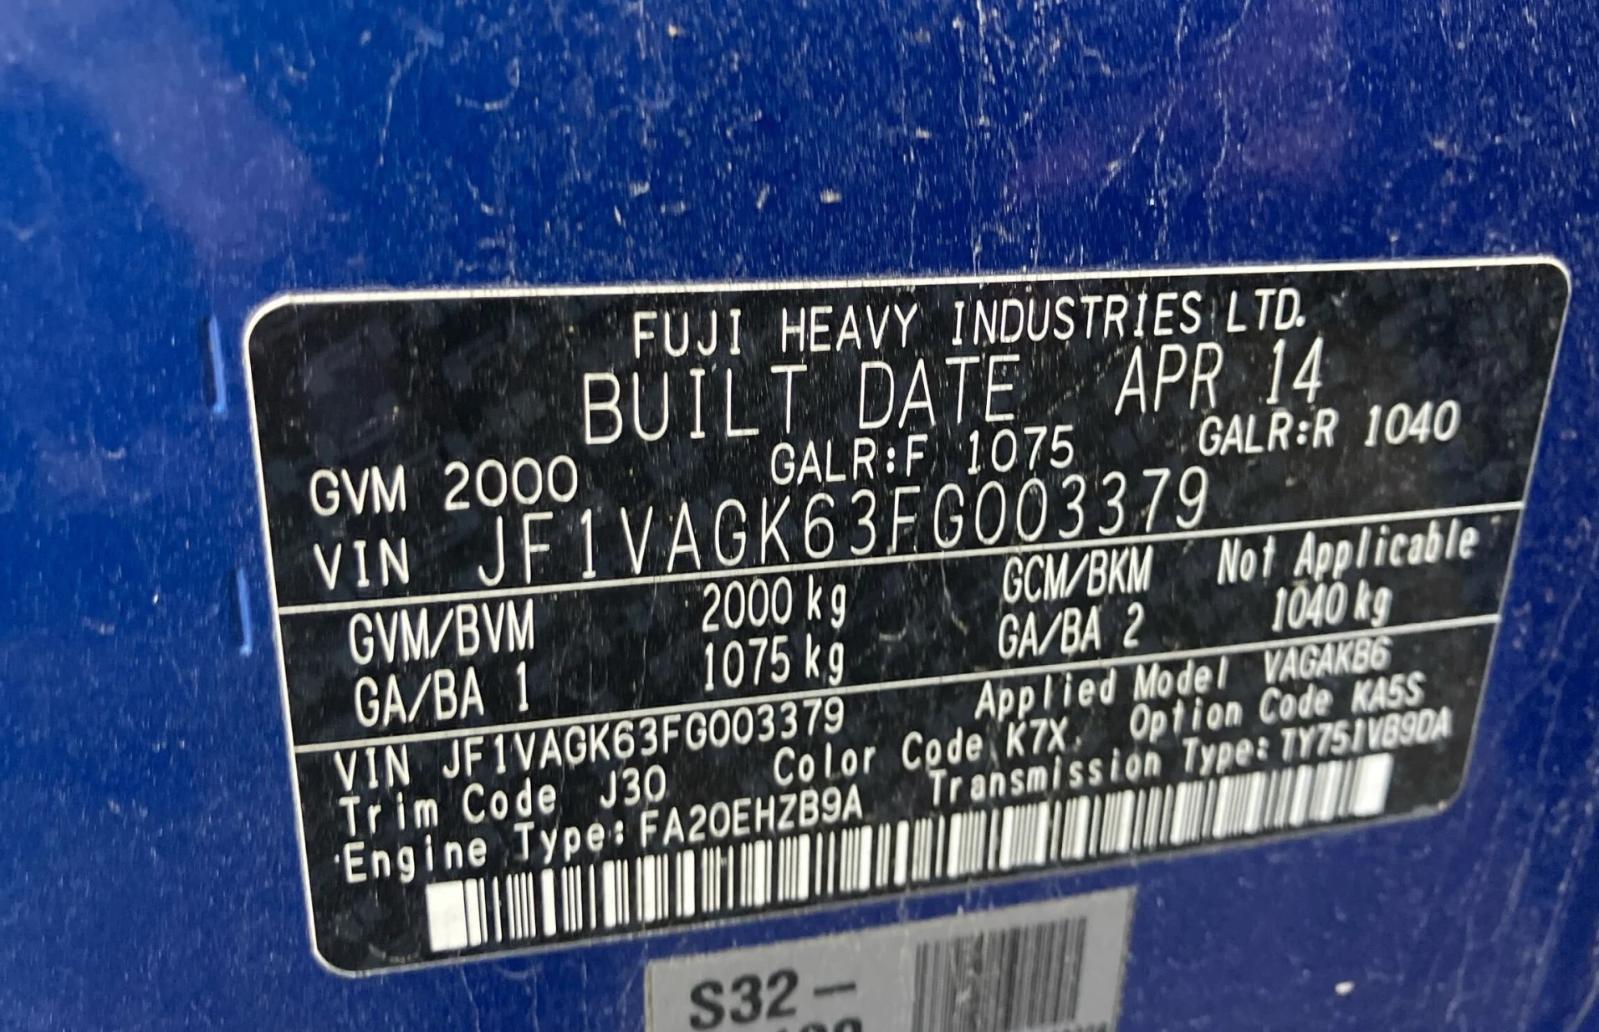 FUJI HEAVY INDUSTRIES LTD.
BUILT DATE APR 14
GVM 2000 GALR:F 1075 GALR:R 1040
VIN JF1VAGK63FG003379
GVM/BVM 2000 kg GCM/BKM Not Applicable
GA/BA 1 1075 kg GA/BA 2 1040 kg
VIN JF1VAGK63FG003379 Applied Model VAGAKB6
Trim Code J30 Color Code K7X Option Code KA5S
Engine Type: FA20EHZB9A Transmission Type: TY751VB9DA
S32-